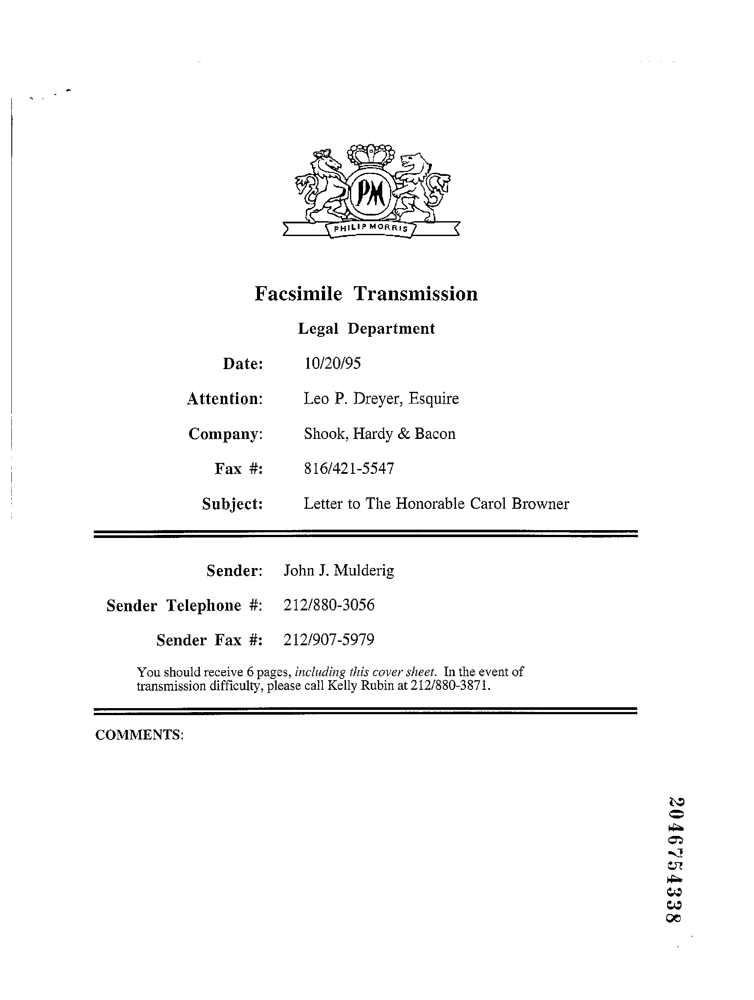 PM
PHILIP MORRIS
Facsimile Transmission
Legal Department
Date: 10/20/95
Attention: Leo P. Dreyer, Esquire
Company: Shook, Hardy & Bacon
Fax #: 816/421-5547
Subject: Letter to The Honorable Carol Browner
Sender: John J. Mulderig
Sender Telephone #: 212/880-3056
Sender Fax #: 212/907-5979
You should receive 6 pages, including this cover sheet. In the event of
transmission difficulty, please call Kelly Rubin at 212/880-3871.
COMMENTS:
2046754338